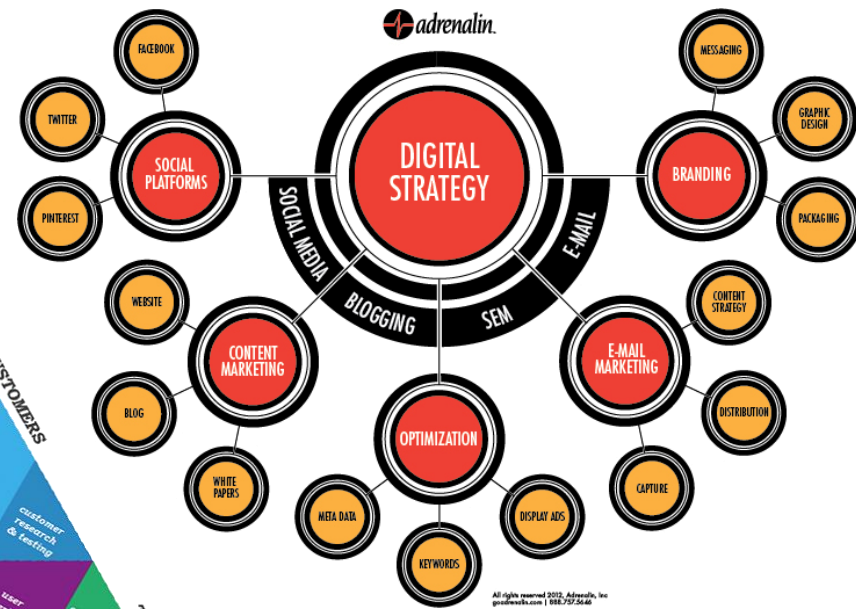 adrenalin.
FACEBOOK
TWITTER
PINTEREST
SOCIAL
PLATFORMS
DIGITAL
STRATEGY
SOCIAL MEDIA
BLOGGING
SEM
E-MAIL
MESSAGING
GRAPHIC
DESIGN
PACKAGING
BRANDING
WEBSITE
BLOG
WHITE
PAPERS
CONTENT
MARKETING
OPTIMIZATION
META DATA
KEYWORDS
DISPLAY ADS
E-MAIL
MARKETING
CONTENT
STRATEGY
DISTRIBUTION
CAPTURE
customer
research
& testing
user
All rights reserved 2012, Adrenalin, Inc
goadrenalin.com | 888.757.5646